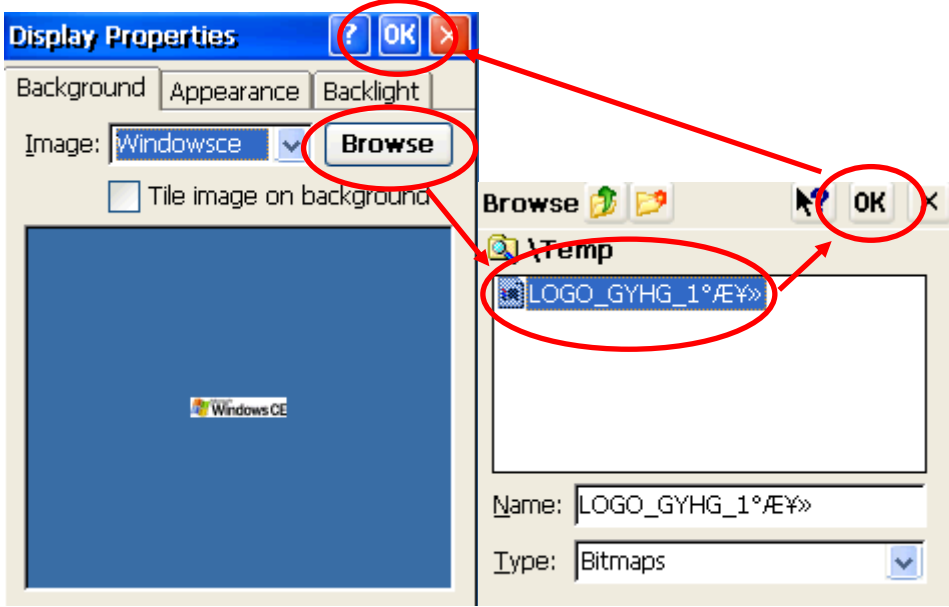 Display Properties ? OK ×
Background Appearance Backlight
Image: Windowsce Browse
Tile image on background
Windows CE
Browse ? OK ×
\Temp
LOGO_GYHG_1°Æ¥»
Name: LOGO_GYHG_1°Æ¥»
Type: Bitmaps